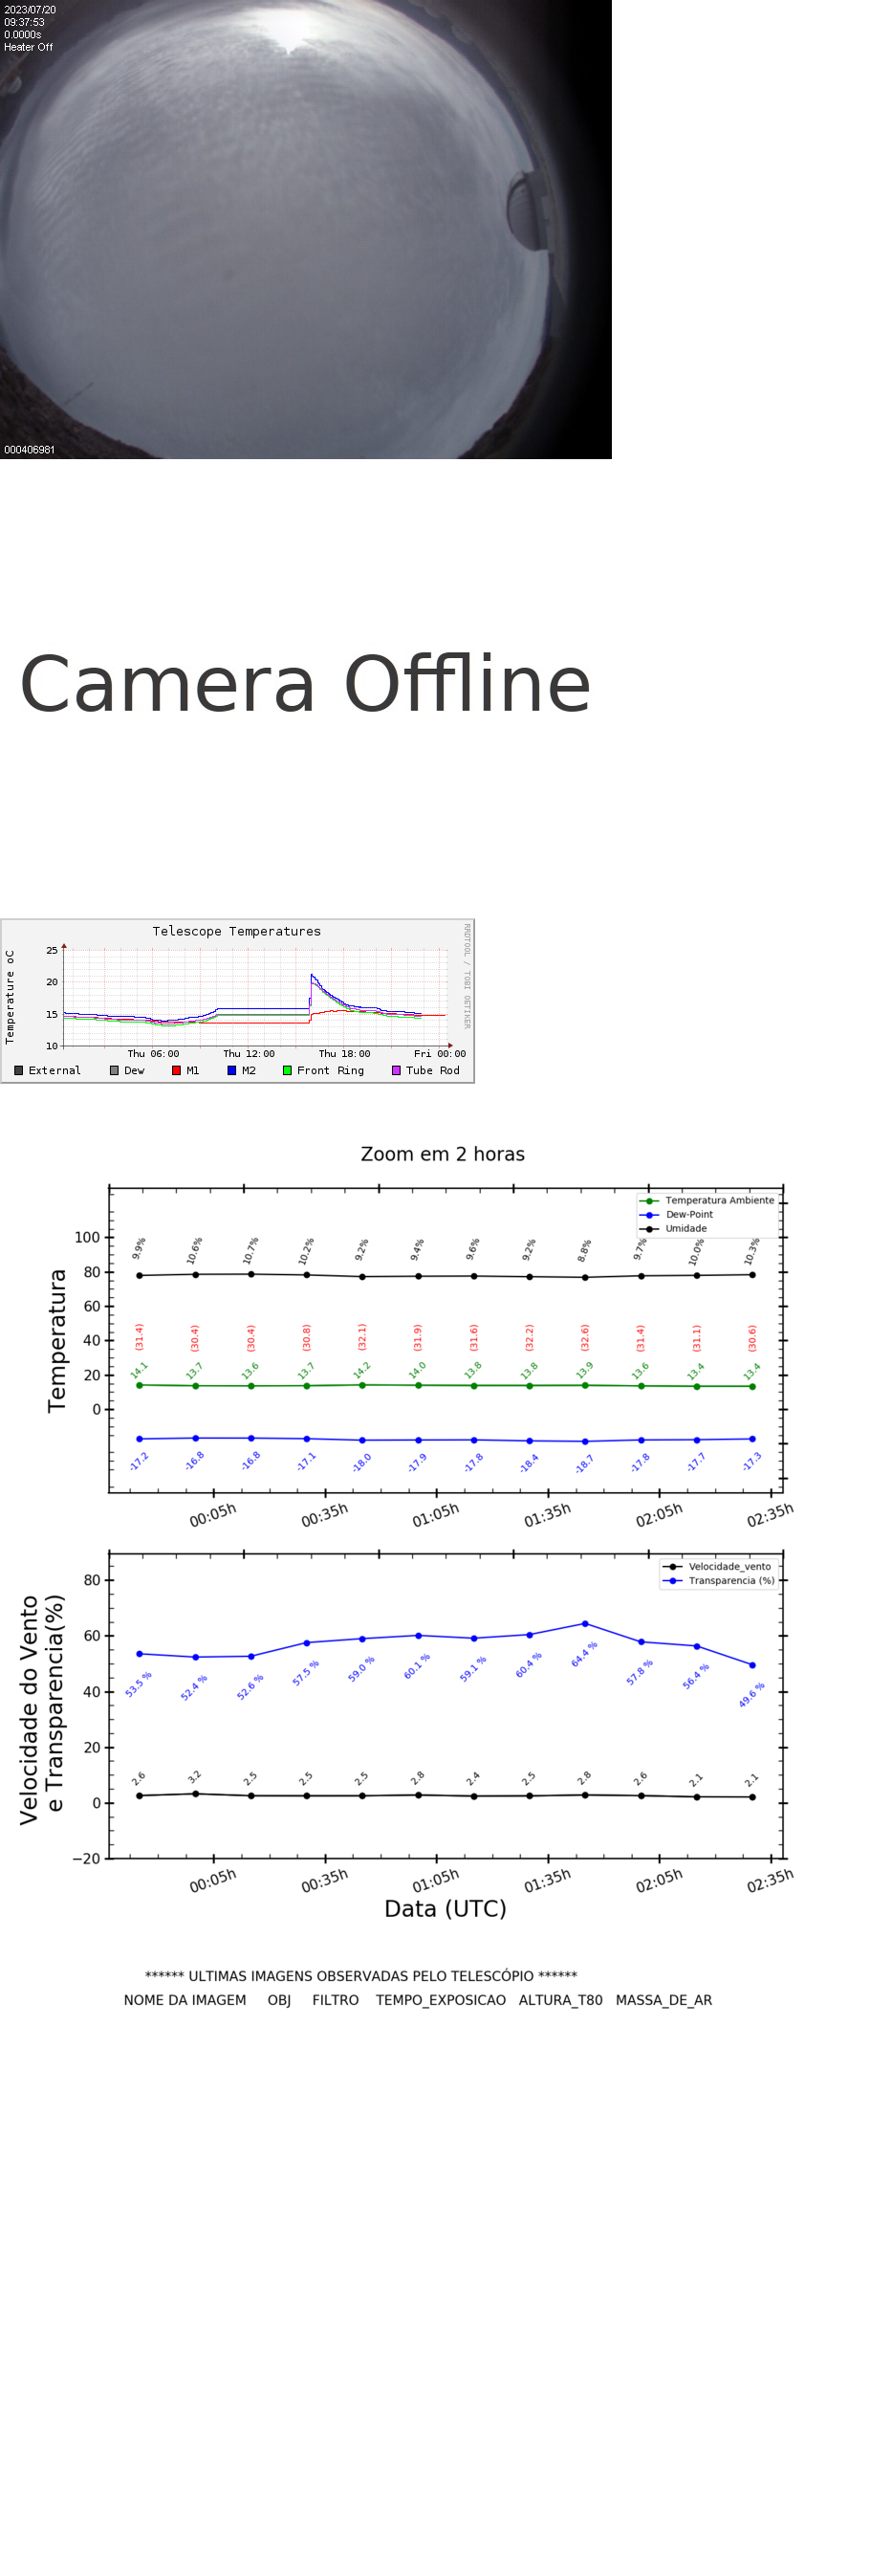 2023/07/20
09:37:53
0.0000s
Heater Off
000406981
Camera Offline
Telescope Temperatures
RRDTOOL / TOBI OETIKER
Temperature oC
25
20
15
10
Thu 06:00 Thu 12:00 Thu 18:00 Fri 00:00
External Dew M1 M2 Front Ring Tube Rod
Zoom em 2 horas
Temperatura Ambiente
Dew-Point
Umidade
Temperatura
100
80
60
40
20
0
9.9% 10.6% 10.7% 10.2% 9.2% 9.4% 9.6% 9.2% 8.8% 9.7% 10.0% 10.3%
(31.4) (30.4) (30.4) (30.8) (32.1) (31.9) (31.6) (32.2) (32.6) (31.4) (31.1) (30.6)
14.1 13.7 13.6 13.7 14.2 14.0 13.8 13.8 13.9 13.6 13.4 13.4
-17.2 -16.8 -16.8 -17.1 -18.0 -17.9 -17.8 -18.4 -18.7 -17.8 -17.7 -17.3
00:05h 00:35h 01:05h 01:35h 02:05h 02:35h
Velocidade_vento
Transparencia (%)
Velocidade do Vento
e Transparencia(%)
80
60
40
20
0
−20
53.5 % 52.4 % 52.6 % 57.5 % 59.0 % 60.1 % 59.1 % 60.4 % 64.4 % 57.8 % 56.4 % 49.6 %
2.6 3.2 2.5 2.5 2.5 2.8 2.4 2.5 2.8 2.6 2.1 2.1
00:05h 00:35h 01:05h 01:35h 02:05h 02:35h
Data (UTC)
****** ULTIMAS IMAGENS OBSERVADAS PELO TELESCÓPIO ******
NOME DA IMAGEM OBJ FILTRO TEMPO_EXPOSICAO ALTURA_T80 MASSA_DE_AR